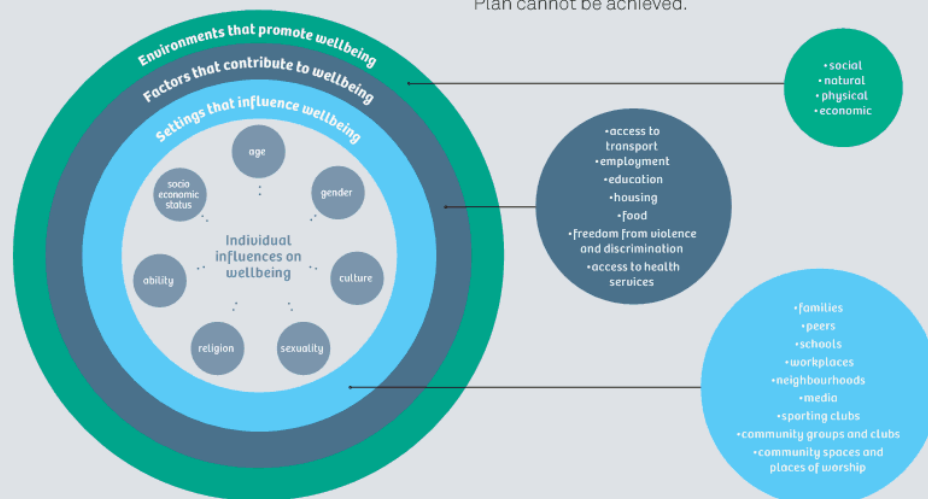 Plan cannot be achieved.
Environments that promote wellbeing
Factors that contribute to wellbeing
Settings that influence wellbeing
age
gender
culture
sexuality
religion
ability
socio
economic
status
Individual
influences on
wellbeing
•social
•natural
•physical
•economic
•access to
transport
•employment
•education
•housing
•food
•freedom from violence
and discrimination
•access to health
services
•families
•peers
•schools
•workplaces
•neighbourhoods
•media
•sporting clubs
•community groups and clubs
•community spaces and
places of worship